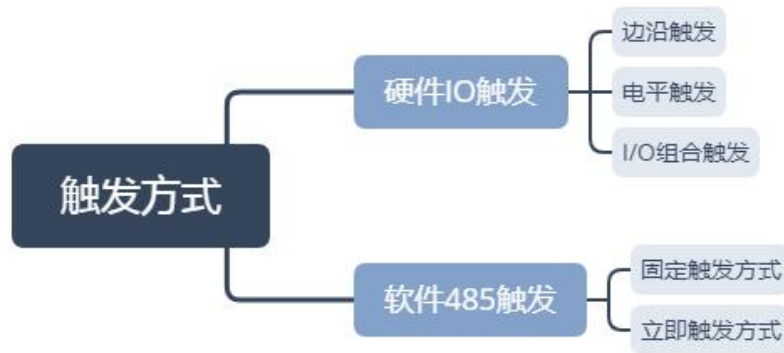 触发方式
硬件IO触发
边沿触发
电平触发
I/O组合触发
软件485触发
固定触发方式
立即触发方式